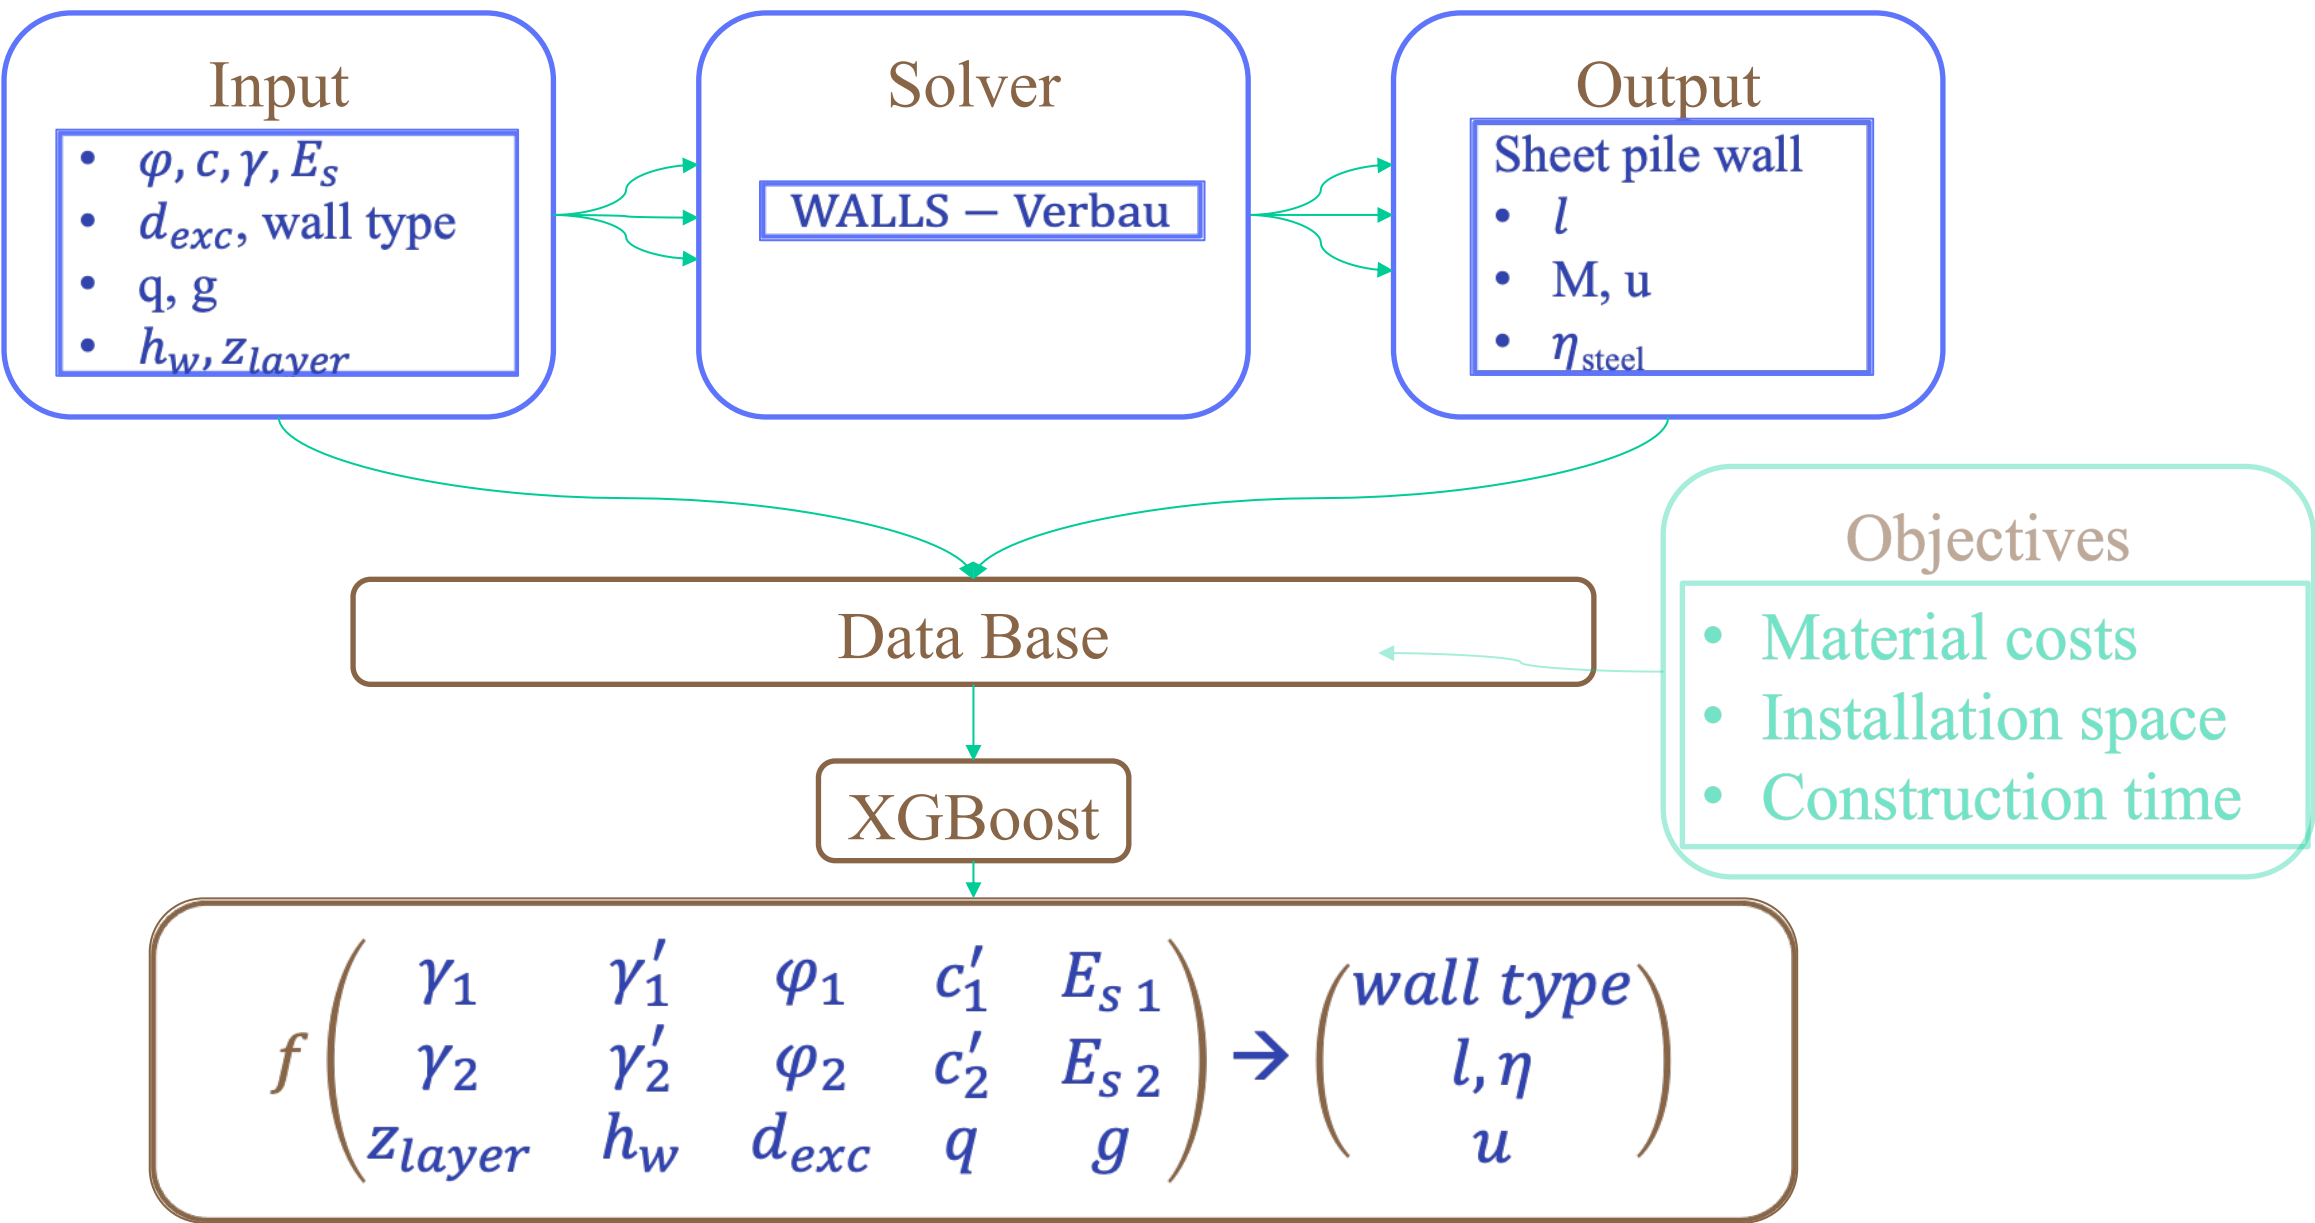 Input
• φ, c, γ, E_s
• d_exc, wall type
• q, g
• h_w, z_layer
Solver
WALLS – Verbau
Output
Sheet pile wall
• l
• M, u
• η_steel
Objectives
• Material costs
• Installation space
• Construction time
Data Base
XGBoost
f ( γ_1 γ'_1 φ_1 c'_1 E_s 1
γ_2 γ'_2 φ_2 c'_2 E_s 2
z_layer h_w d_exc q g ) → ( wall type
l, η
u )